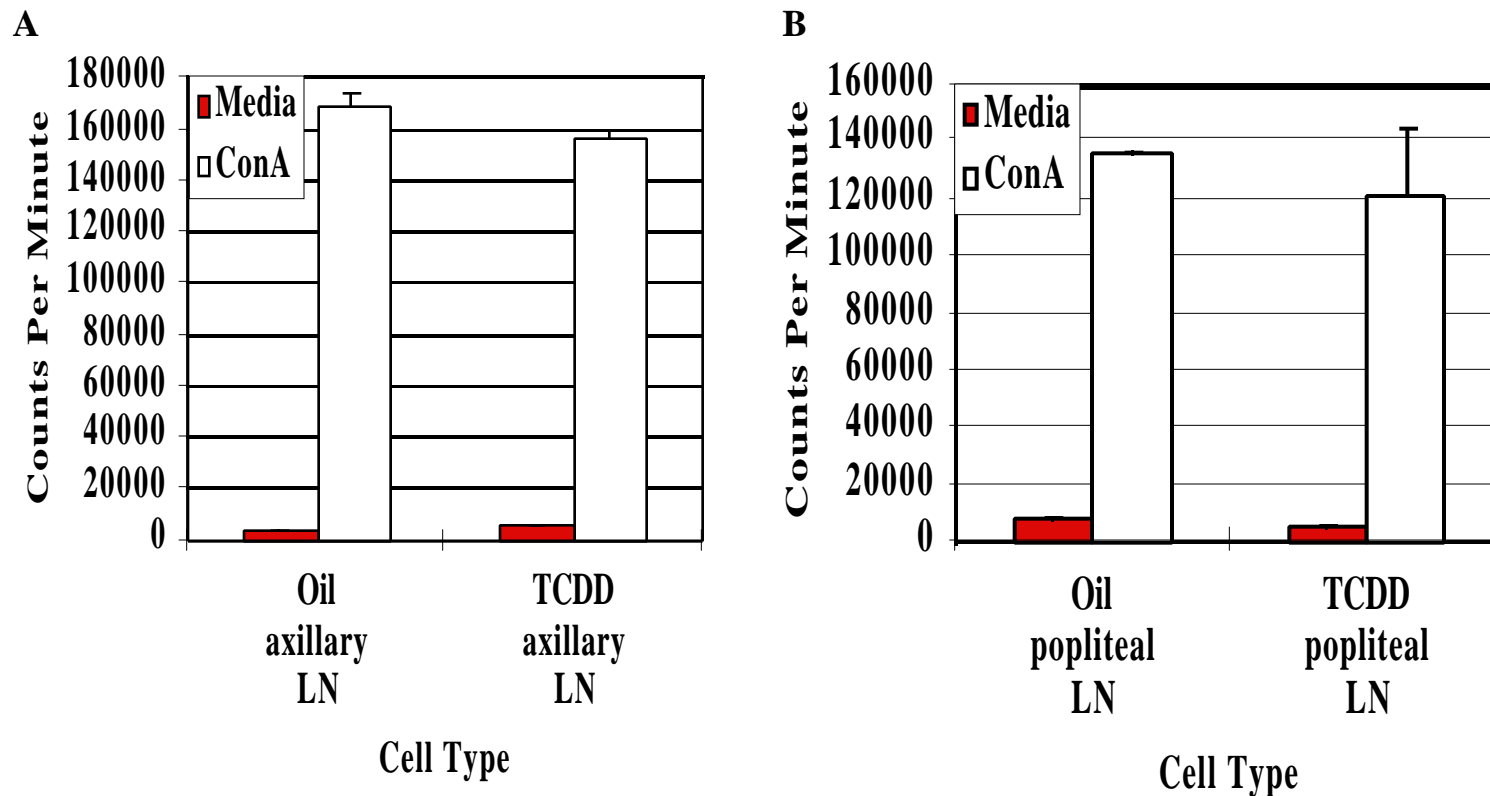 A
180000
160000
140000
120000
100000
80000
60000
40000
20000
0
Counts Per Minute
Media
ConA
Oil
axillary
LN
TCDD
axillary
LN
Cell Type
B
160000
140000
120000
100000
80000
60000
40000
20000
0
Counts Per Minute
Media
ConA
Oil
popliteal
LN
TCDD
popliteal
LN
Cell Type